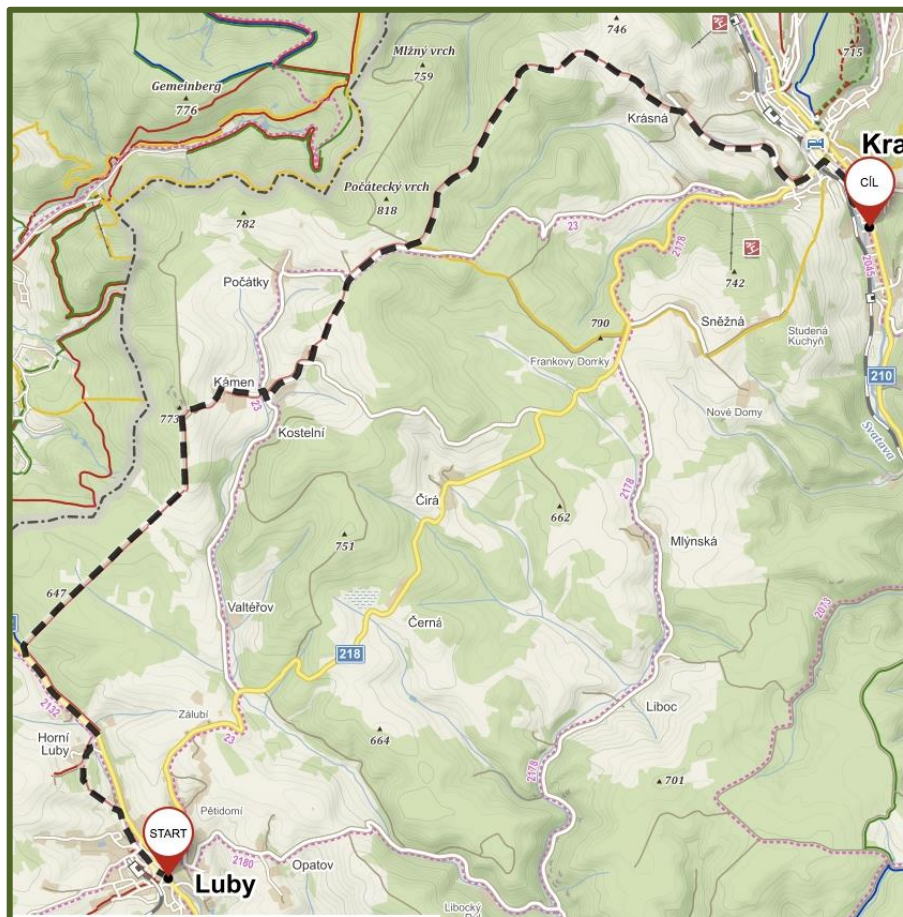 746
715
Mlžný vrch
759
Gemeinberg
776
Krásná
Kra
CÍL
Počátecký vrch
818
782
23
2178
2045
742
Počátky
Sněžná
790
Studená
Kuchyň
Frankovy Domky
Kámen
23
773
210
Nové Domy
Kostelní
Svatava
Čirá
2178
662
751
Mlýnská
647
Valtéřov
2073
Černá
218
2132
Zálubí
Liboc
Horní
Luby
23
664
2178
701
Pětidomí
START
2180
Opatov
Luby
Libocký